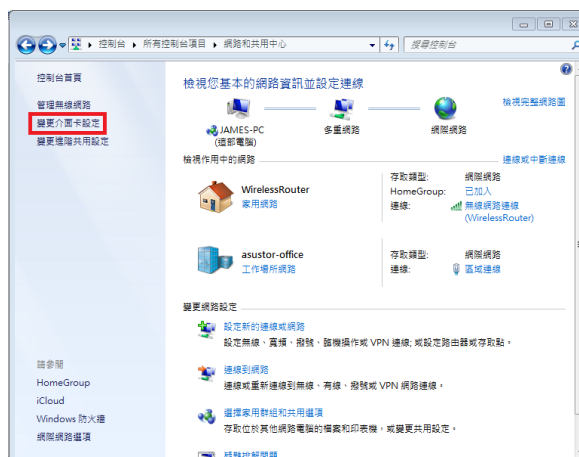 控制台 ▸ 所有控制台項目 ▸ 網路和共用中心
搜尋控制台
控制台首頁
管理無線網路
變更介面卡設定
變更進階共用設定
請參閱
HomeGroup
iCloud
Windows 防火牆
網際網路選項
檢視您基本的網路資訊並設定連線
檢視完整網路圖
JAMES-PC
(這部電腦)
多重網路
網際網路
檢視作用中的網路
連線或中斷連線
WirelessRouter
家用網路
存取類型: 網際網路
HomeGroup: 已加入
連線: 無線網路連線
(WirelessRouter)
asustor-office
工作場所網路
存取類型: 網際網路
連線: 區域連線
變更網路設定
設定新的連線或網路
設定無線、寬頻、撥號、臨機操作或 VPN 連線; 或設定路由器或存取點。
連線到網路
連線或重新連線到無線、有線、撥號或 VPN 網路連線。
選擇家用群組和共用選項
存取位於其他網路電腦的檔案和印表機，或變更共用設定。
疑難排解問題